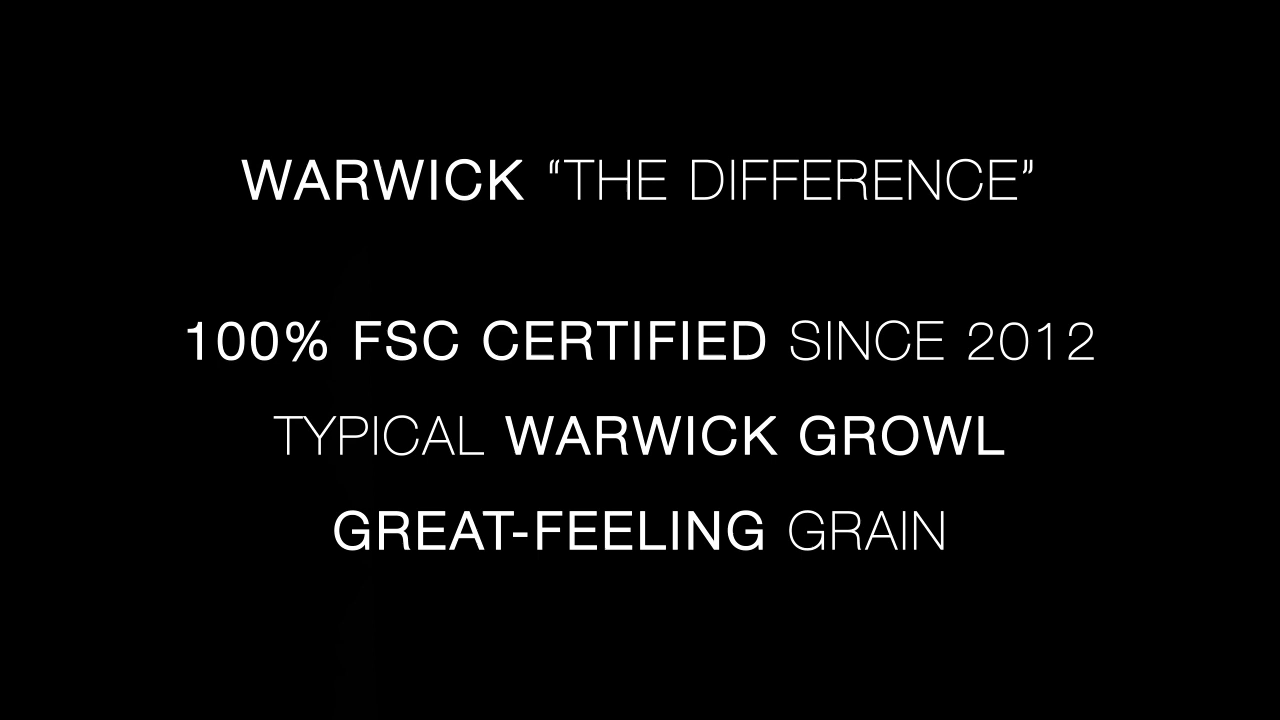 WARWICK “THE DIFFERENCE”
100% FSC CERTIFIED SINCE 2012
TYPICAL WARWICK GROWL
GREAT-FEELING GRAIN